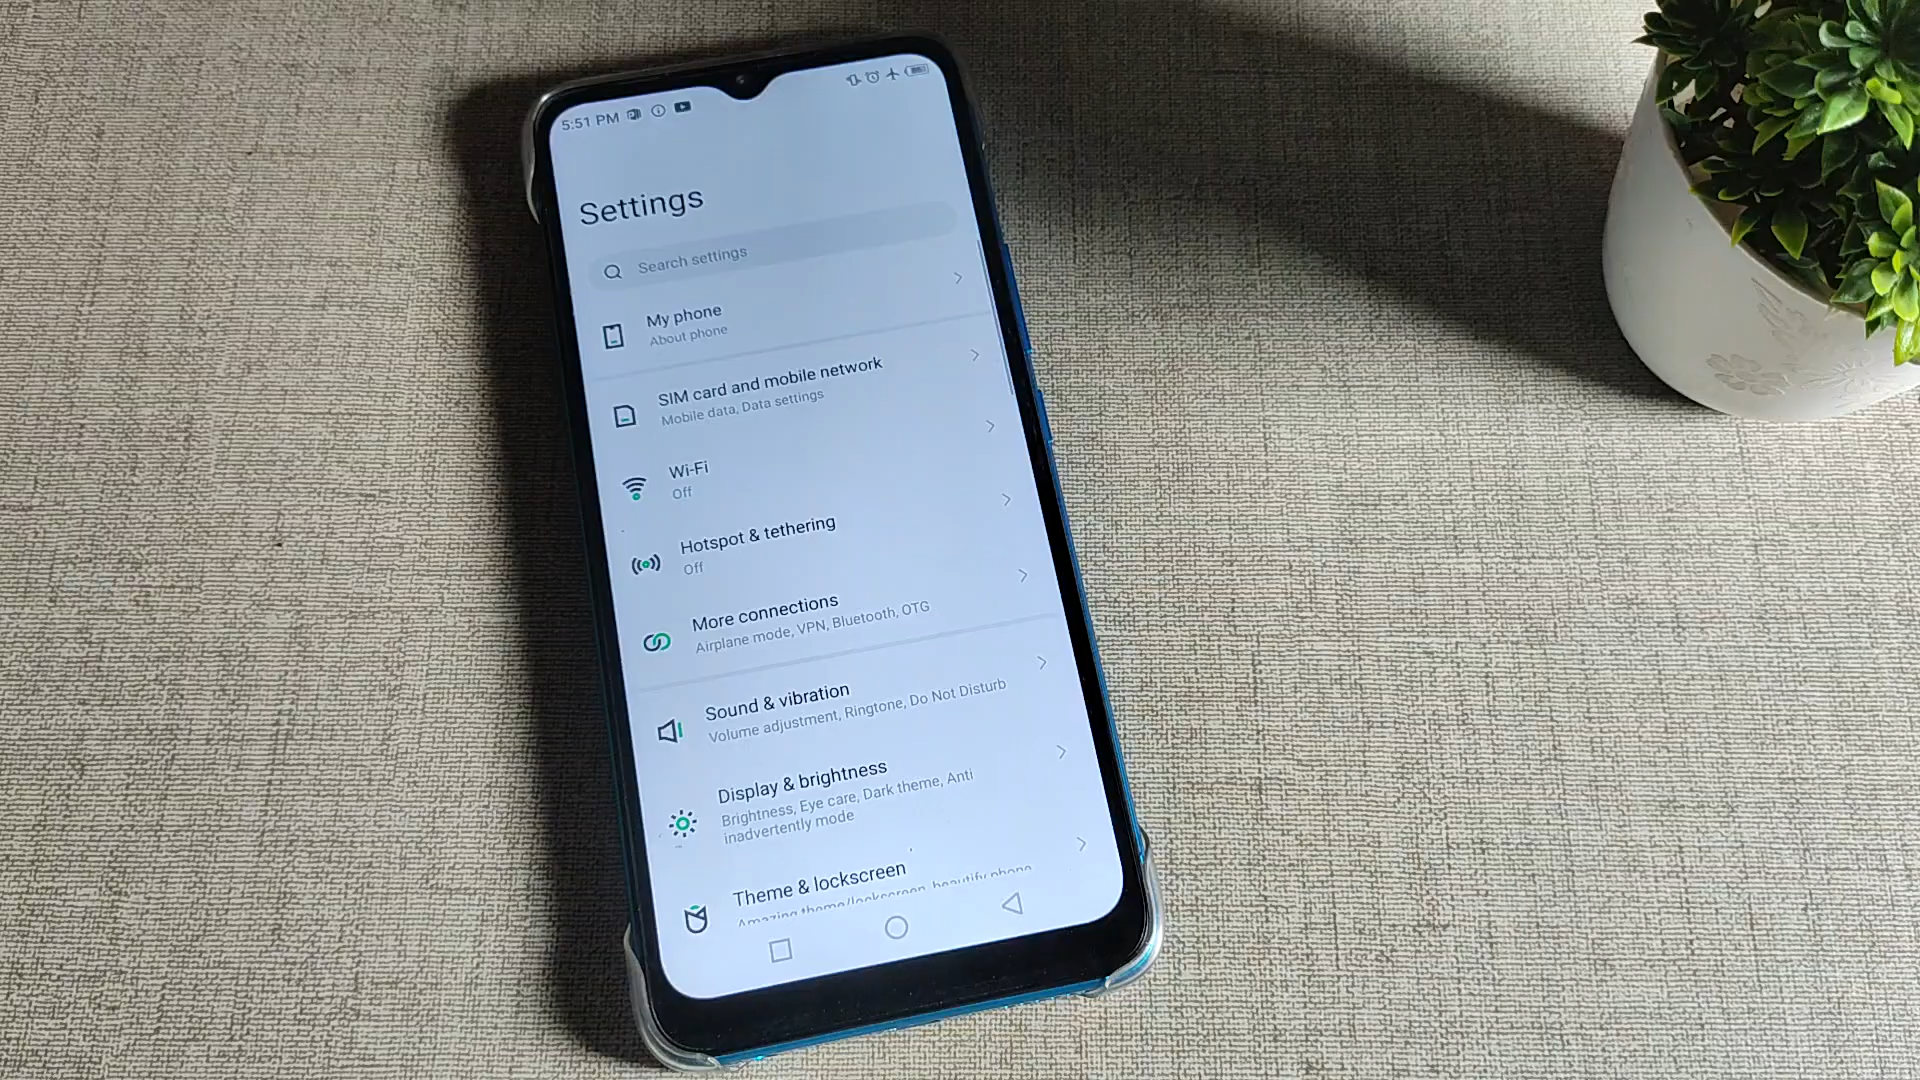 5:51 PM
Settings
Search settings
My phone
About phone
SIM card and mobile network
Mobile data, Data settings
Wi-Fi
Off
Hotspot & tethering
Off
More connections
Airplane mode, VPN, Bluetooth, OTG
Sound & vibration
Volume adjustment, Ringtone, Do Not Disturb
Display & brightness
Brightness, Eye care, Dark theme, Anti
inadvertently mode
Theme & lockscreen
Amazing theme/lockscreen, beautify phone